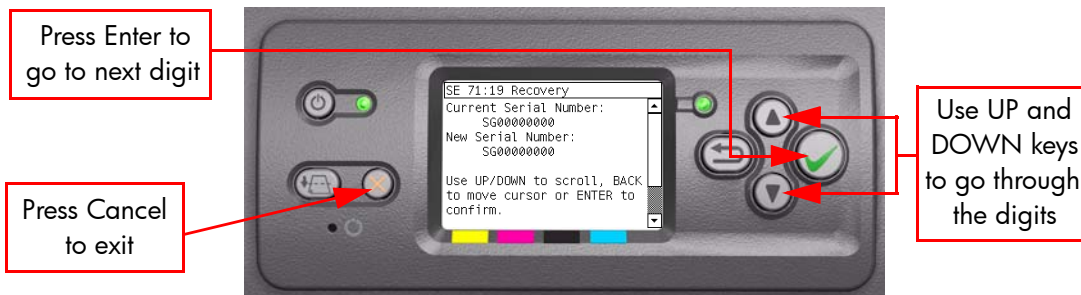 Press Enter to
go to next digit
SE 71:19 Recovery
Current Serial Number:
SG00000000
New Serial Number:
SG00000000
Use UP/DOWN to scroll, BACK
to move cursor or ENTER to
confirm.
Use UP and
DOWN keys
to go through
the digits
Press Cancel
to exit